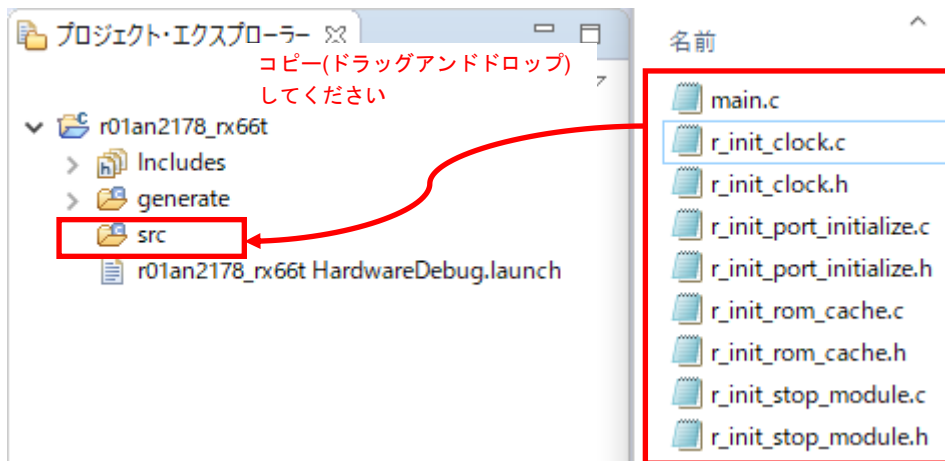 プロジェクト・エクスプローラー
コピー(ドラッグアンドドロップ)
してください
r01an2178_rx66t
Includes
generate
src
r01an2178_rx66t HardwareDebug.launch
名前
main.c
r_init_clock.c
r_init_clock.h
r_init_port_initialize.c
r_init_port_initialize.h
r_init_rom_cache.c
r_init_rom_cache.h
r_init_stop_module.c
r_init_stop_module.h